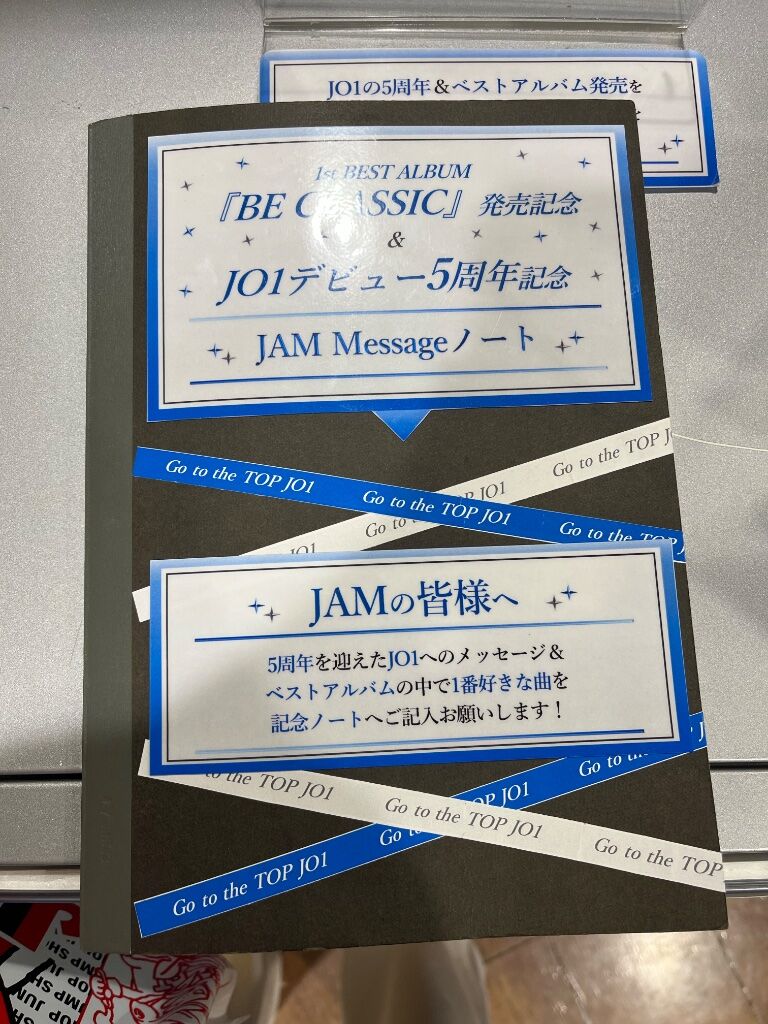 JO1の5周年&ベストアルバム発売を
1st BEST ALBUM
『BE CLASSIC』発売記念
&
JO1デビュー5周年記念
JAM Messageノート
Go to the TOP JO1 Go to the TOP JO1 Go to the TOP J
Go to the TOP JO1 Go to the TOP J
JO1
JAMの皆様へ
5周年を迎えたJO1へのメッセージ&
ベストアルバムの中で1番好きな曲を
記念ノートへご記入お願いします!
to the TOP JO1 Go to the TOP JO1 Go to the TOP
Go to the TOP JO1 Go to the TOP JO1 Go to